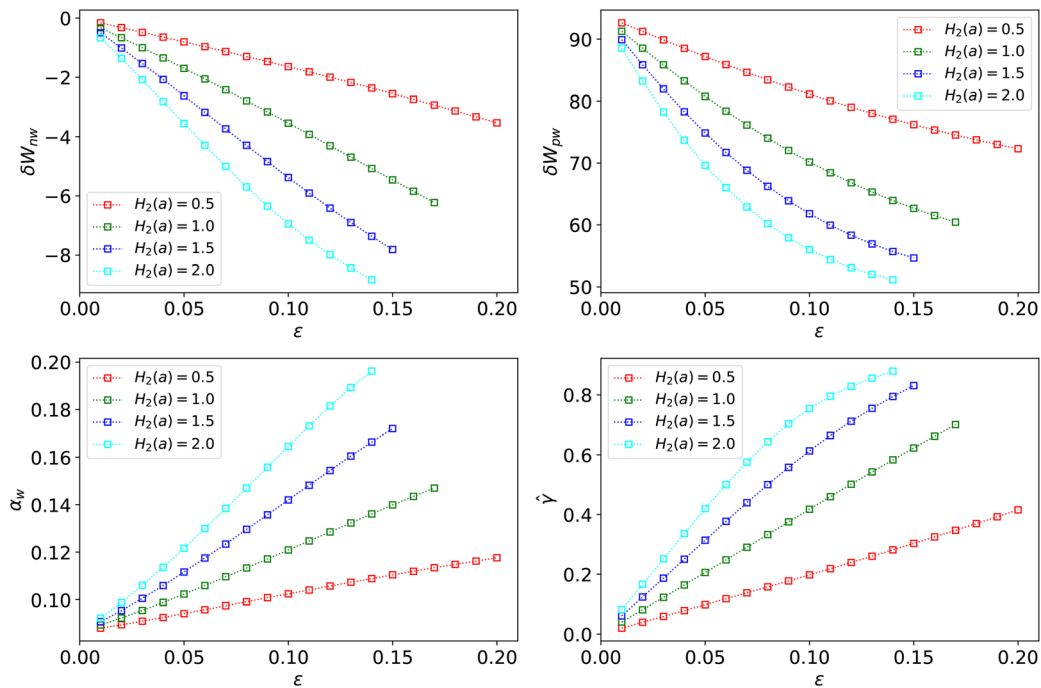 0
−2
−4
−6
−8
δW_nw
0.00 0.05 0.10 0.15 0.20
ε
H₂(a) = 0.5
H₂(a) = 1.0
H₂(a) = 1.5
H₂(a) = 2.0
90
80
70
60
50
δW_pw
0.00 0.05 0.10 0.15 0.20
ε
H₂(a) = 0.5
H₂(a) = 1.0
H₂(a) = 1.5
H₂(a) = 2.0
0.20
0.18
0.16
0.14
0.12
0.10
α_w
0.00 0.05 0.10 0.15 0.20
ε
H₂(a) = 0.5
H₂(a) = 1.0
H₂(a) = 1.5
H₂(a) = 2.0
0.8
0.6
0.4
0.2
0.0
γ̂
0.00 0.05 0.10 0.15 0.20
ε
H₂(a) = 0.5
H₂(a) = 1.0
H₂(a) = 1.5
H₂(a) = 2.0